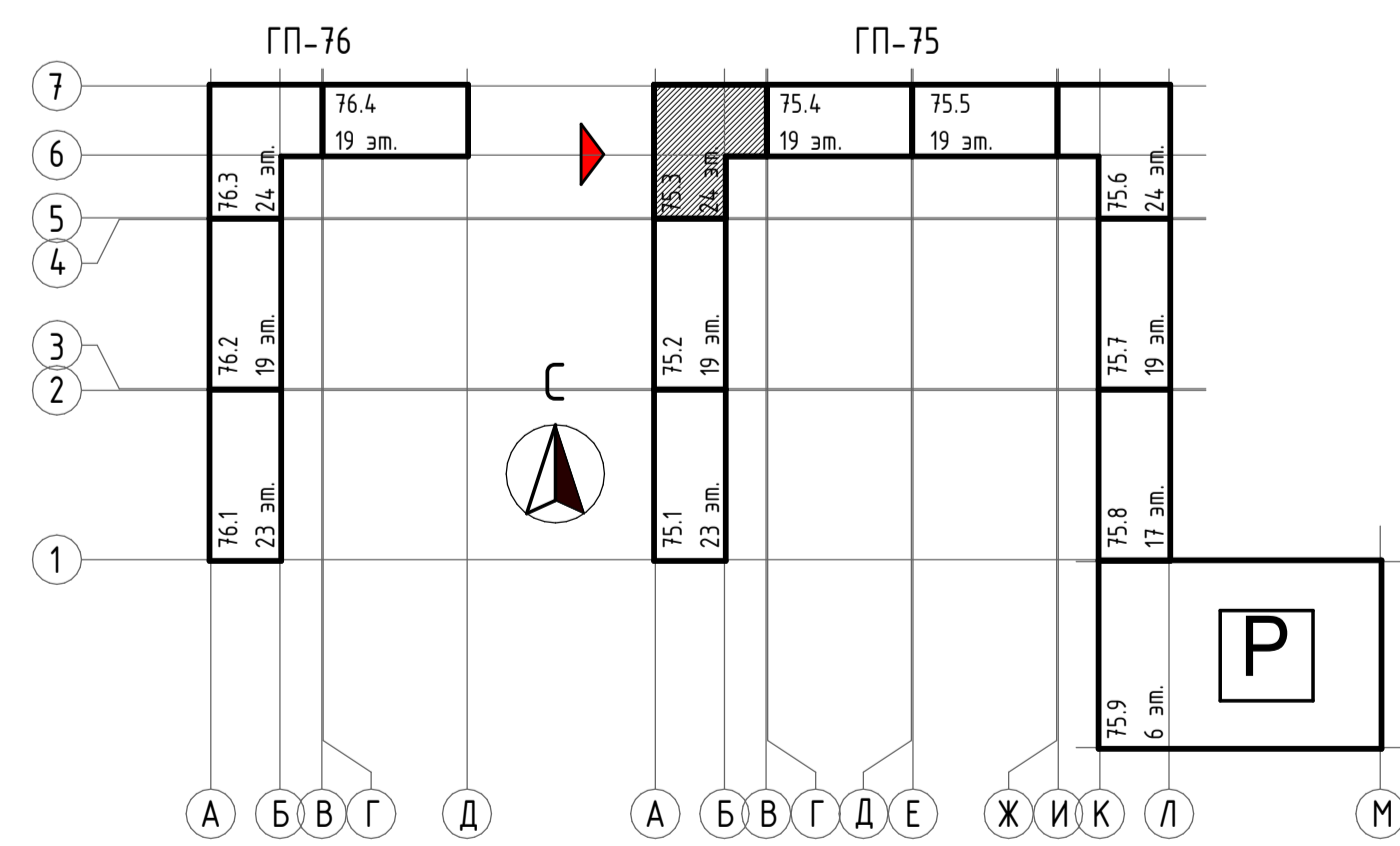 ГП-76
ГП-75
7
6
5
4
3
2
1
76.4
19 эт.
76.3
24 эт.
76.2
19 эт.
76.1
23 эт.
С
75.3
24 эт.
75.4
19 эт.
75.5
19 эт.
75.6
24 эт.
75.2
19 эт.
75.7
19 эт.
75.1
23 эт.
75.8
17 эт.
75.9
6 эт.
P
А
Б
В
Г
Д
А
Б
В
Г
Д
Е
Ж
И
К
Л
М